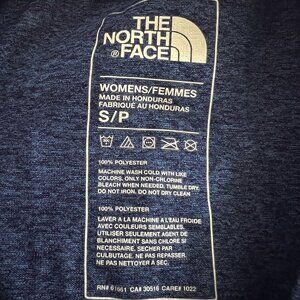 THE
NORTH
FACE
®
WOMENS/FEMMES
MADE IN HONDURAS
FABRIQUÉ AU HONDURAS
S/P
100% POLYESTER
MACHINE WASH COLD WITH LIKE
COLORS, ONLY NON-CHLORINE
BLEACH WHEN NEEDED. TUMBLE DRY.
DO NOT IRON. DO NOT DRY CLEAN
100% POLYESTER
LAVER A LA MACHINE A L'EAU FROIDE
AVEC COULEURS SEMBLABLES.
UTILISER SEULEMENT AGENT DE
BLANCHIMENT SANS CHLORE SI
NECESSAIRE. SECHER PAR
CULBUTAGE. NE PAS REPASSER.
NE PAS NETTOYER A SEC.
RN# 61661 CA# 30516 CARE# 1022